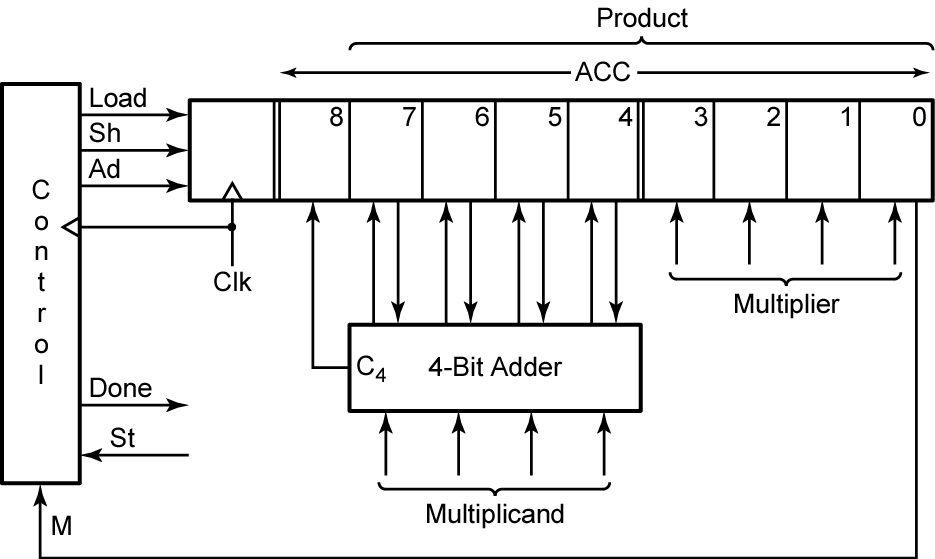 Product
ACC
Load
Sh
Ad
8 7 6 5 4 3 2 1 0
Control
Clk
Multiplier
C4 4-Bit Adder
Done
St
Multiplicand
M